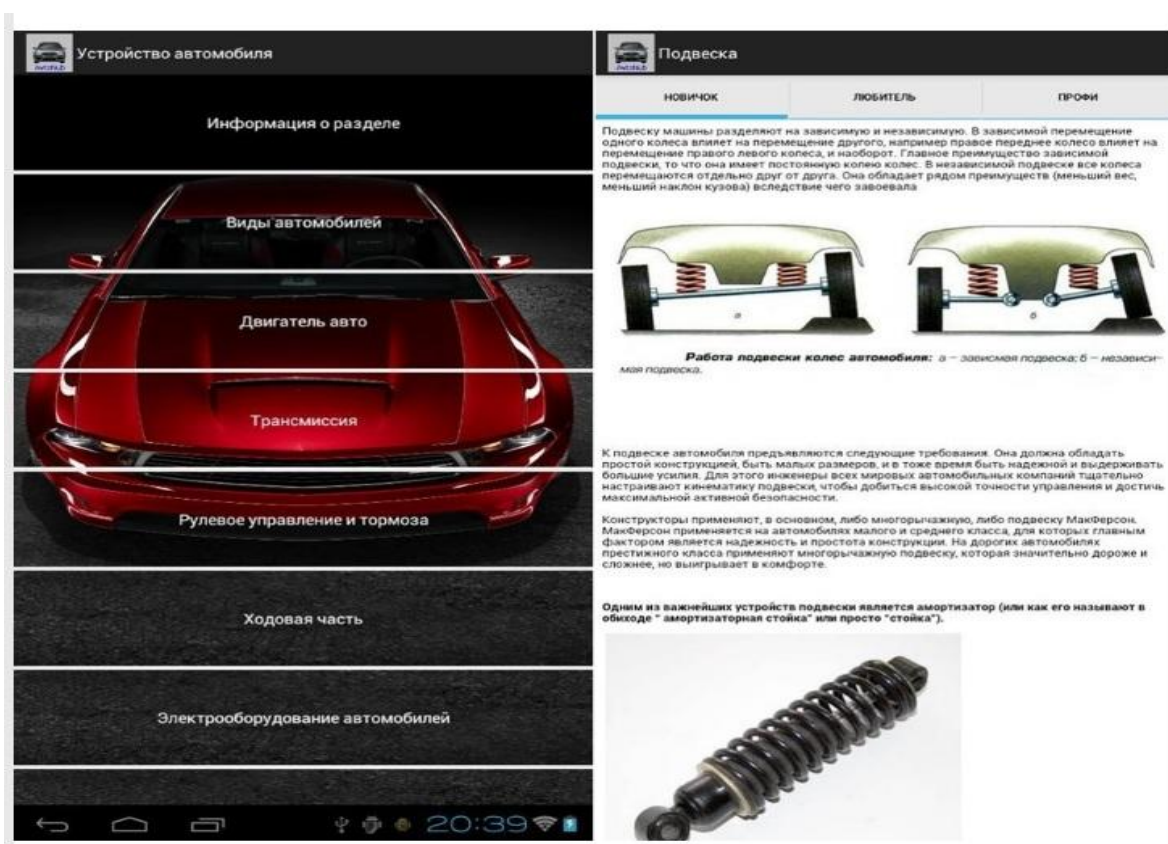 Устройство автомобиля
Информация о разделе
Виды автомобилей
Двигатель авто
Трансмиссия
Рулевое управление и тормоза
Ходовая часть
Электрооборудование автомобилей
20:39
Подвеска
НОВИЧОК
ЛЮБИТЕЛЬ
ПРОФИ
Подвеску машины разделяют на зависимую и независимую. В зависимой перемещение
одного колеса влияет на перемещение другого, например правое переднее колесо влияет на
перемещение правого левого колеса, и наоборот. Главное преимущество зависимой
подвески, то что она имеет постоянную колею колес. В независимой подвеске все колеса
перемещаются отдельно друг от друга. Она обладает рядом преимуществ (меньший вес,
меньший наклон кузова) вследствие чего завоевала
а
б
Работа подвески колес автомобиля: а – зависмая подвеска; б – независи-
мая подвеска.
К подвеске автомобиля предъявляются следующие требования. Она должна обладать
простой конструкцией, быть малых размеров, и в тоже время быть надежной и выдерживать
большие усилия. Для этого инженеры всех мировых автомобильных компаний тщательно
настраивают кинематику подвески, чтобы добиться высокой точности управления и достичь
максимальной активной безопасности.
Конструкторы применяют, в основном, либо многорычажную, либо подвеску МакФерсон.
МакФерсон применяется на автомобилях малого и среднего класса, для которых главным
фактором является надежность и простота конструкции. На дорогих автомобилях
престижного класса применяют многорычажную подвеску, которая значительно дороже и
сложнее, но выигрывает в комфорте.
Одним из важнейших устройств подвески является амортизатор (или как его называют в
обиходе " амортизаторная стойка" или просто "стойка").